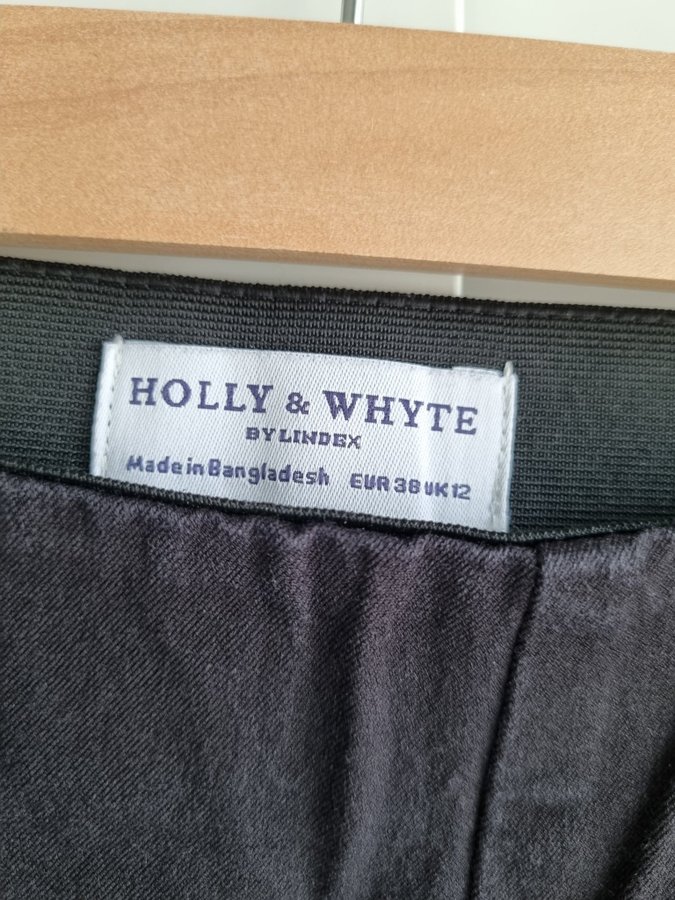 HOLLY & WHYTE
BY LINDEX
Made in Bangladesh EUR 38 UK 12